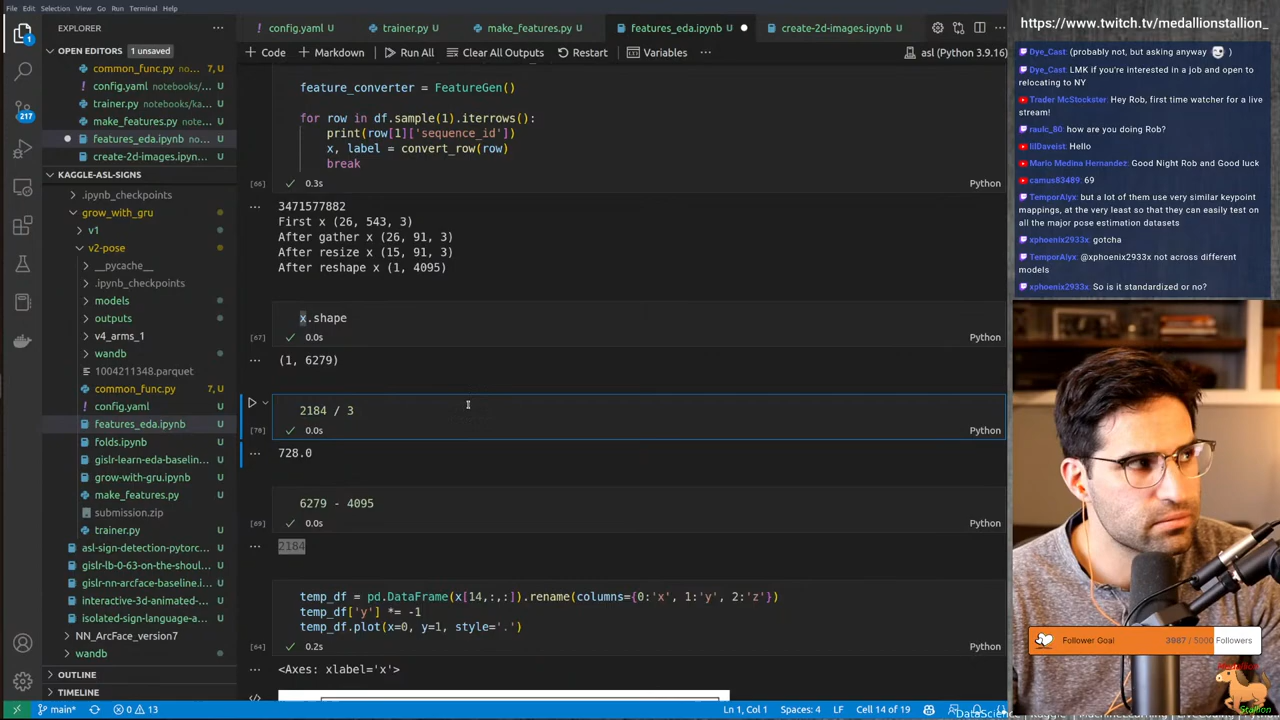 File Edit Selection View Go Run Terminal Help
https://www.twitch.tv/medallionstallion_
EXPLORER
OPEN EDITORS 1 unsaved
common_func.py no... 7, U
config.yaml notebooks/...
trainer.py notebooks/ka...
make_features.py noteb...
features_eda.ipynb no...
create-2d-images.ipyn...
217
KAGGLE-ASL-SIGNS
.ipynb_checkpoints
grow_with_gru
v1
v2-pose
__pycache__
.ipynb_checkpoints
models
outputs
v4_arms_1
wandb
1004211348.parquet
common_func.py 7, U
config.yaml U
features_eda.ipynb U
folds.ipynb U
gislr-learn-eda-baselin... U
grow-with-gru.ipynb U
make_features.py U
submission.zip
trainer.py U
asl-sign-detection-pytorc... U
gislr-lb-0-63-on-the-shoul... U
gislr-nn-arcface-baseline.i... U
interactive-3d-animated-... U
isolated-sign-language-a... U
NN_ArcFace_version7
wandb
OUTLINE
TIMELINE
config.yaml U
trainer.py U
make_features.py U
features_eda.ipynb U
create-2d-images.ipynb U
+ Code + Markdown Run All Clear All Outputs Restart Variables ...
asl (Python 3.9.16)
feature_converter = FeatureGen()
for row in df.sample(1).iterrows():
print(row[1]['sequence_id'])
x, label = convert_row(row)
break
[66] 0.3s Python
3471577882
First x (26, 543, 3)
After gather x (26, 91, 3)
After resize x (15, 91, 3)
After reshape x (1, 4095)
x.shape
[67] 0.0s Python
(1, 6279)
2184 / 3
[70] 0.0s Python
728.0
6279 - 4095
[69] 0.0s Python
2184
temp_df = pd.DataFrame(x[14,:,:]).rename(columns={0:'x', 1:'y', 2:'z'})
temp_df['y'] *= -1
temp_df.plot(x=0, y=1, style='.')
[64] 0.2s Python
<Axes: xlabel='x'>
main* 0 13
Ln 1, Col 1 Spaces: 4 LF Cell 14 of 19
Dye_Cast: (probably not, but asking anyway )
Dye_Cast: LMK if you're interested in a job and open to
relocating to NY
Trader McStockster: Hey Rob, first time watcher for a live
stream!
raulc_80: how are you doing Rob?
lilDaveist: Hello
Mario Medina Hernandez: Good Night Rob and Good luck
camus83489: 69
TemporAlyx: but a lot of them use very similar keypoint
mappings, at the very least so that they can easily test on
all the major pose estimation datasets
xphoenix2933x: gotcha
TemporAlyx: @xphoenix2933x not across different
models
xphoenix2933x: So is it standardized or no?
Follower Goal 3987 / 5000 Followers
Medallion
Stallion